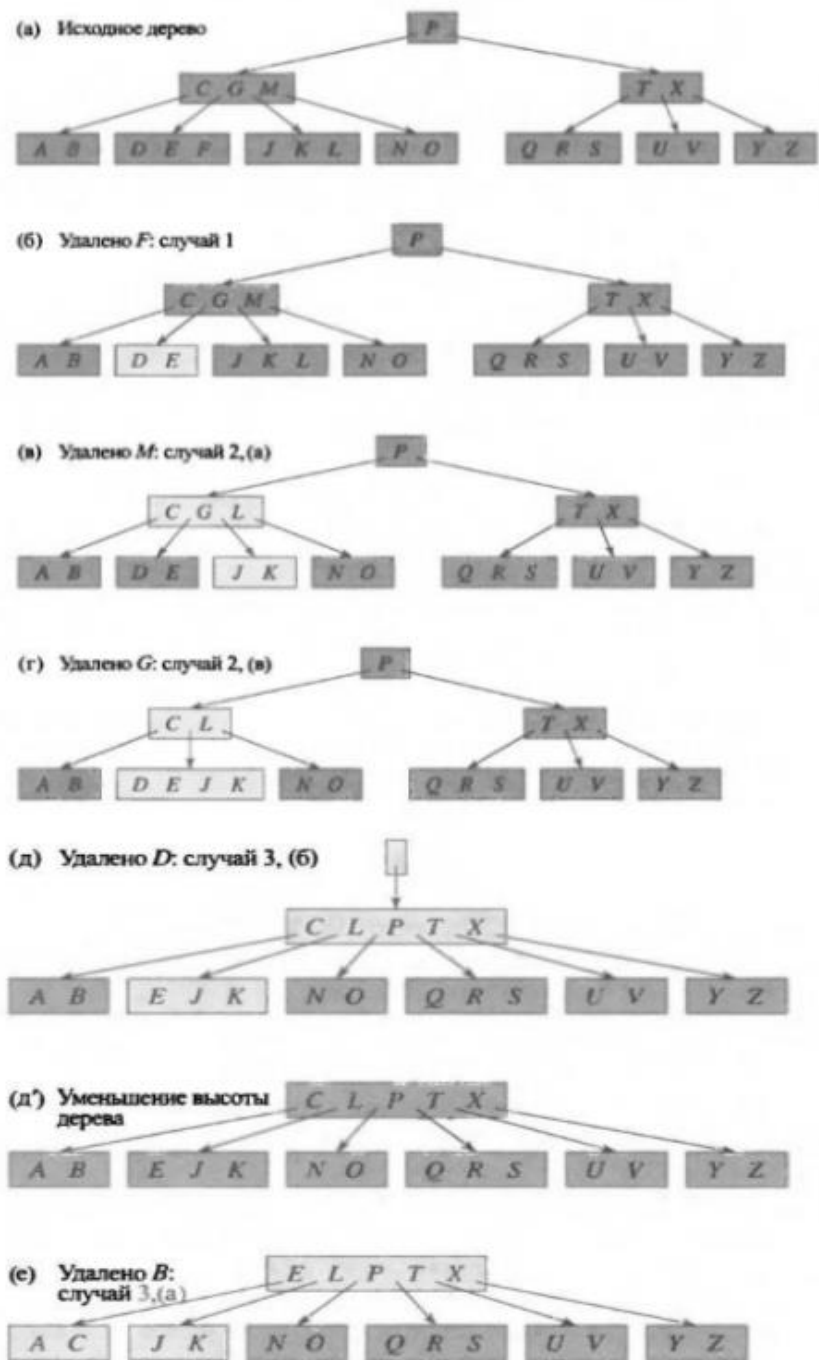 (а) Исходное дерево
P
C G M
T X
A B
D E F
J K L
N O
Q R S
U V
Y Z
(б) Удалено F: случай 1
P
C G M
T X
A B
D E
J K L
N O
Q R S
U V
Y Z
(в) Удалено M: случай 2,(а)
P
C G L
T X
A B
D E
J K
N O
Q R S
U V
Y Z
(г) Удалено G: случай 2, (в)
P
C L
T X
A B
D E J K
N O
Q R S
U V
Y Z
(д) Удалено D: случай 3, (б)
C L P T X
A B
E J K
N O
Q R S
U V
Y Z
(д′) Уменьшение высоты
дерева
C L P T X
A B
E J K
N O
Q R S
U V
Y Z
(е) Удалено B:
случай 3,(а)
E L P T X
A C
J K
N O
Q R S
U V
Y Z